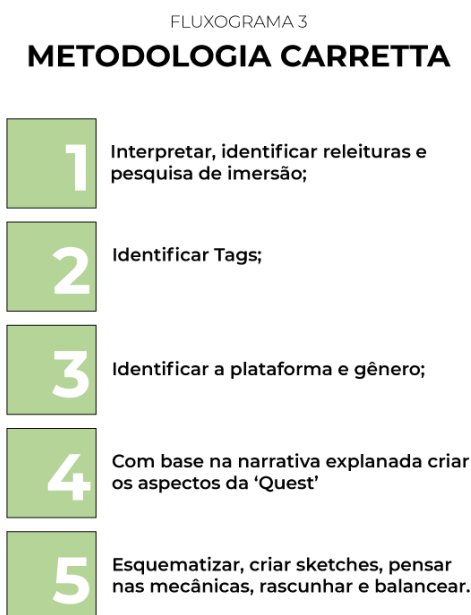 FLUXOGRAMA 3
METODOLOGIA CARRETTA
1
Interpretar, identificar releituras e
pesquisa de imersão;
2
Identificar Tags;
3
Identificar a plataforma e gênero;
4
Com base na narrativa explanada criar
os aspectos da ‘Quest’
5
Esquematizar, criar sketches, pensar
nas mecânicas, rascunhar e balancear.